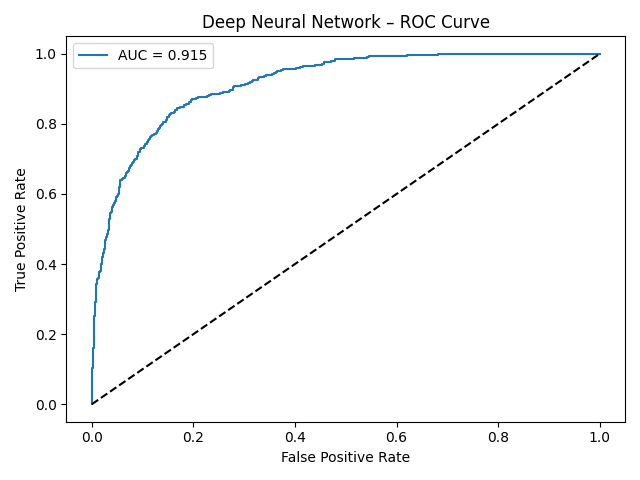 Deep Neural Network – ROC Curve
AUC = 0.915
True Positive Rate
1.0
0.8
0.6
0.4
0.2
0.0
0.0 0.2 0.4 0.6 0.8 1.0
False Positive Rate